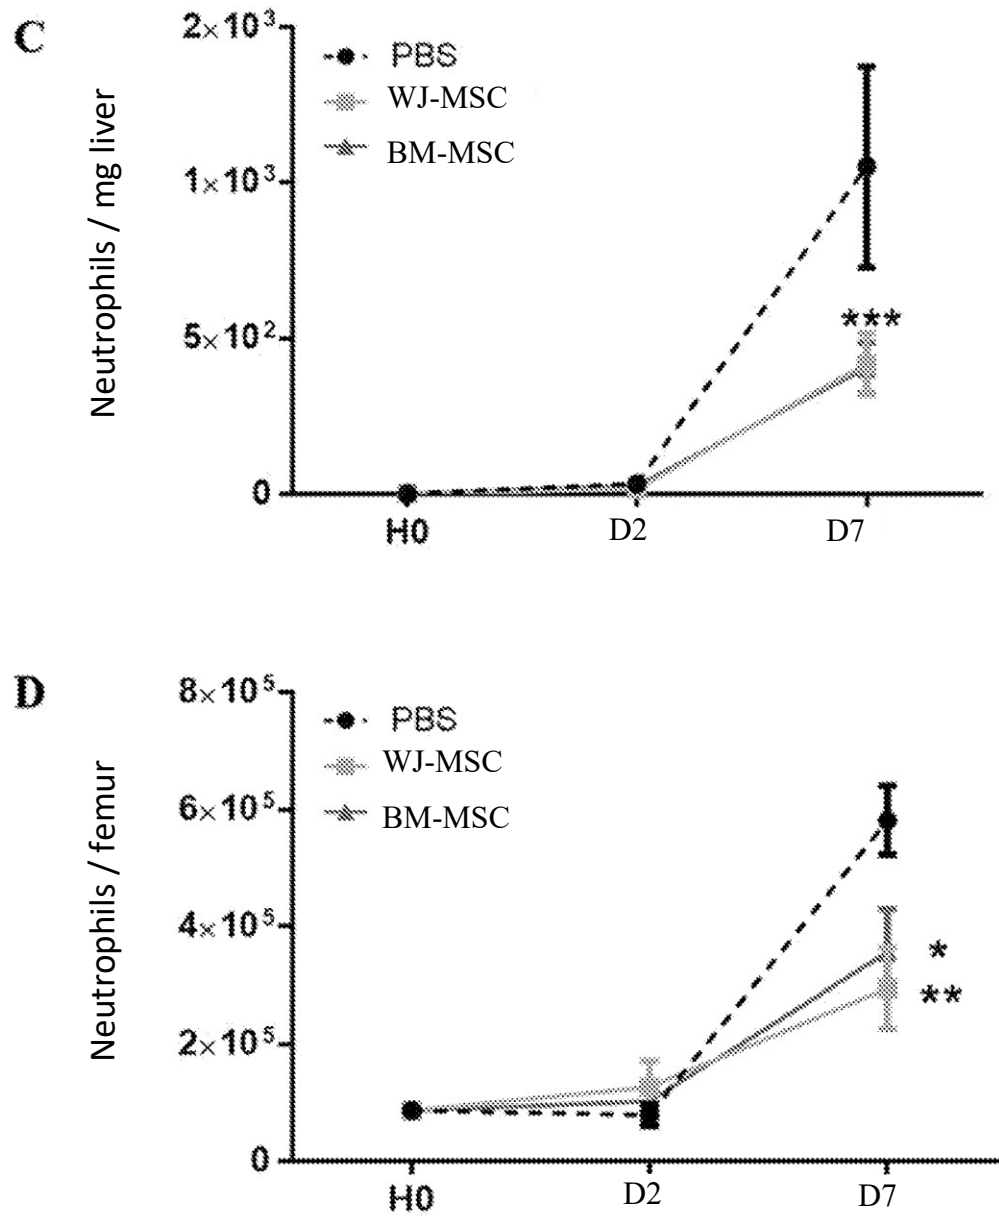 C
2×10³
PBS
WJ-MSC
BM-MSC
1×10³
5×10²
0
Neutrophils / mg liver
***
H0 D2 D7
D
8×10⁵
PBS
WJ-MSC
BM-MSC
6×10⁵
4×10⁵
2×10⁵
0
Neutrophils / femur
*
**
H0 D2 D7